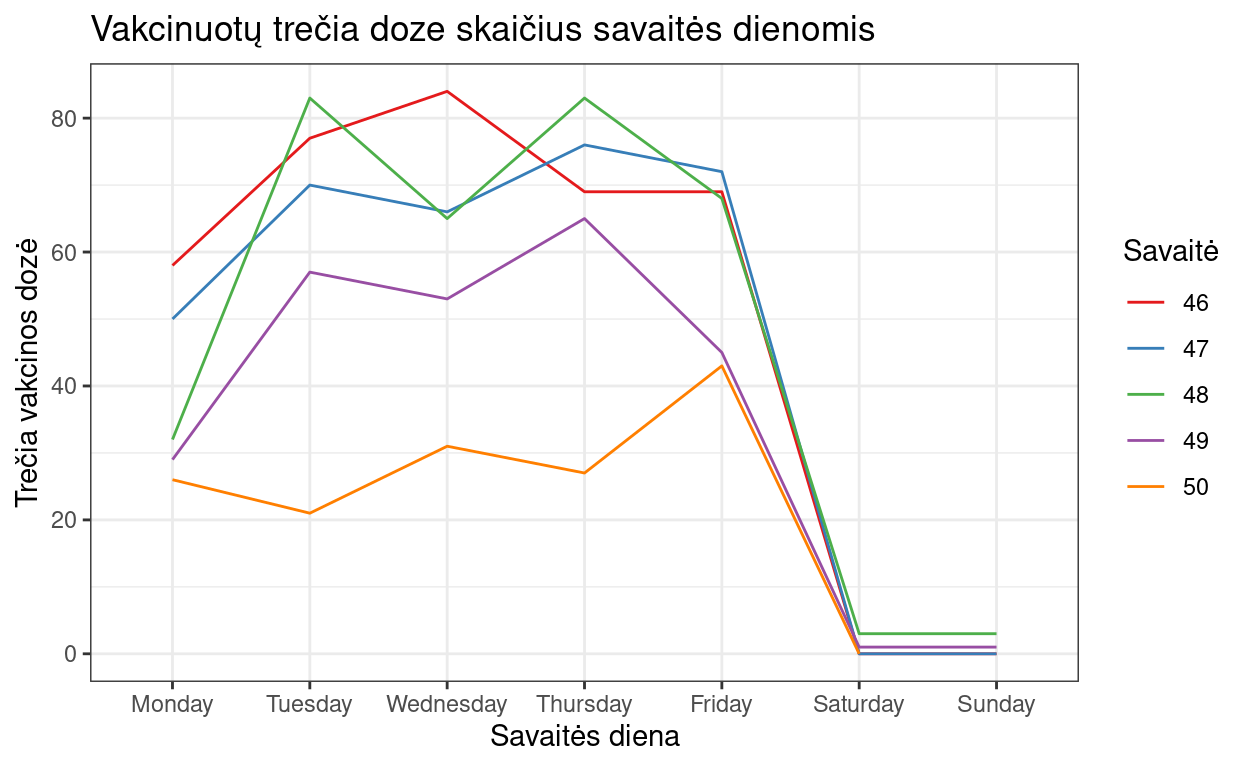 Vakcinuotų trečia doze skaičius savaitės dienomis
Trečia vakcinos dozė
80
60
40
20
0
Monday
Tuesday
Wednesday
Thursday
Friday
Saturday
Sunday
Savaitės diena
Savaitė
46
47
48
49
50